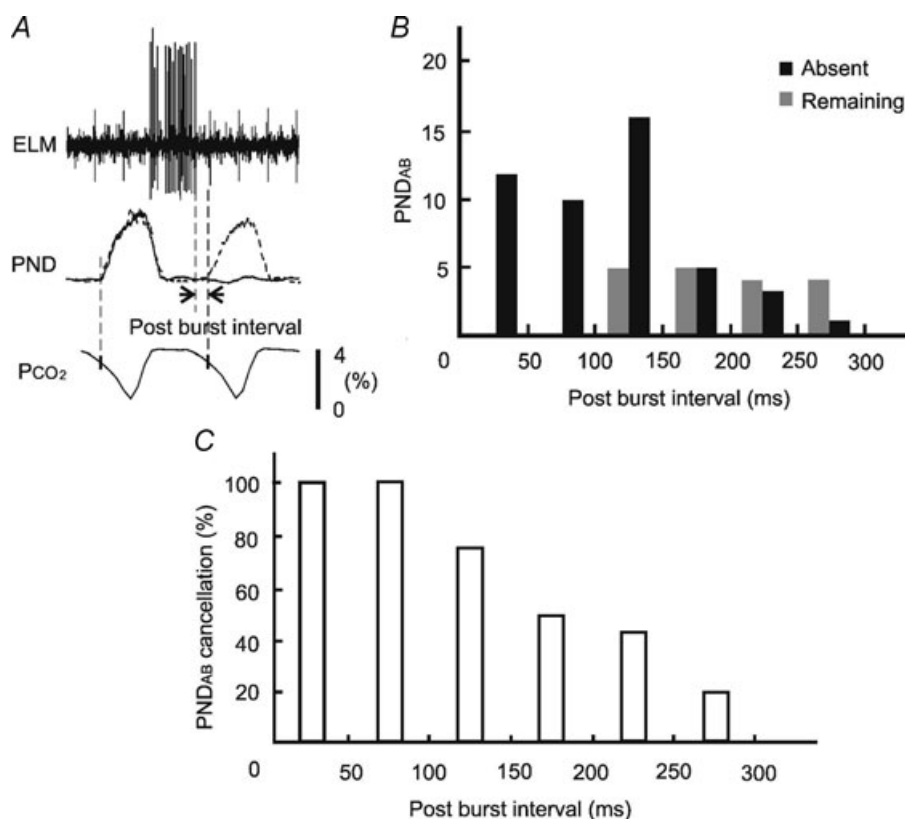 A
ELM
PND
Post burst interval
PCO2
4
(%)
0
B
20
15
10
5
0
PNDAB
Absent
Remaining
50 100 150 200 250 300
Post burst interval (ms)
C
100
80
60
40
20
0
PNDAB cancellation (%)
50 100 150 200 250 300
Post burst interval (ms)